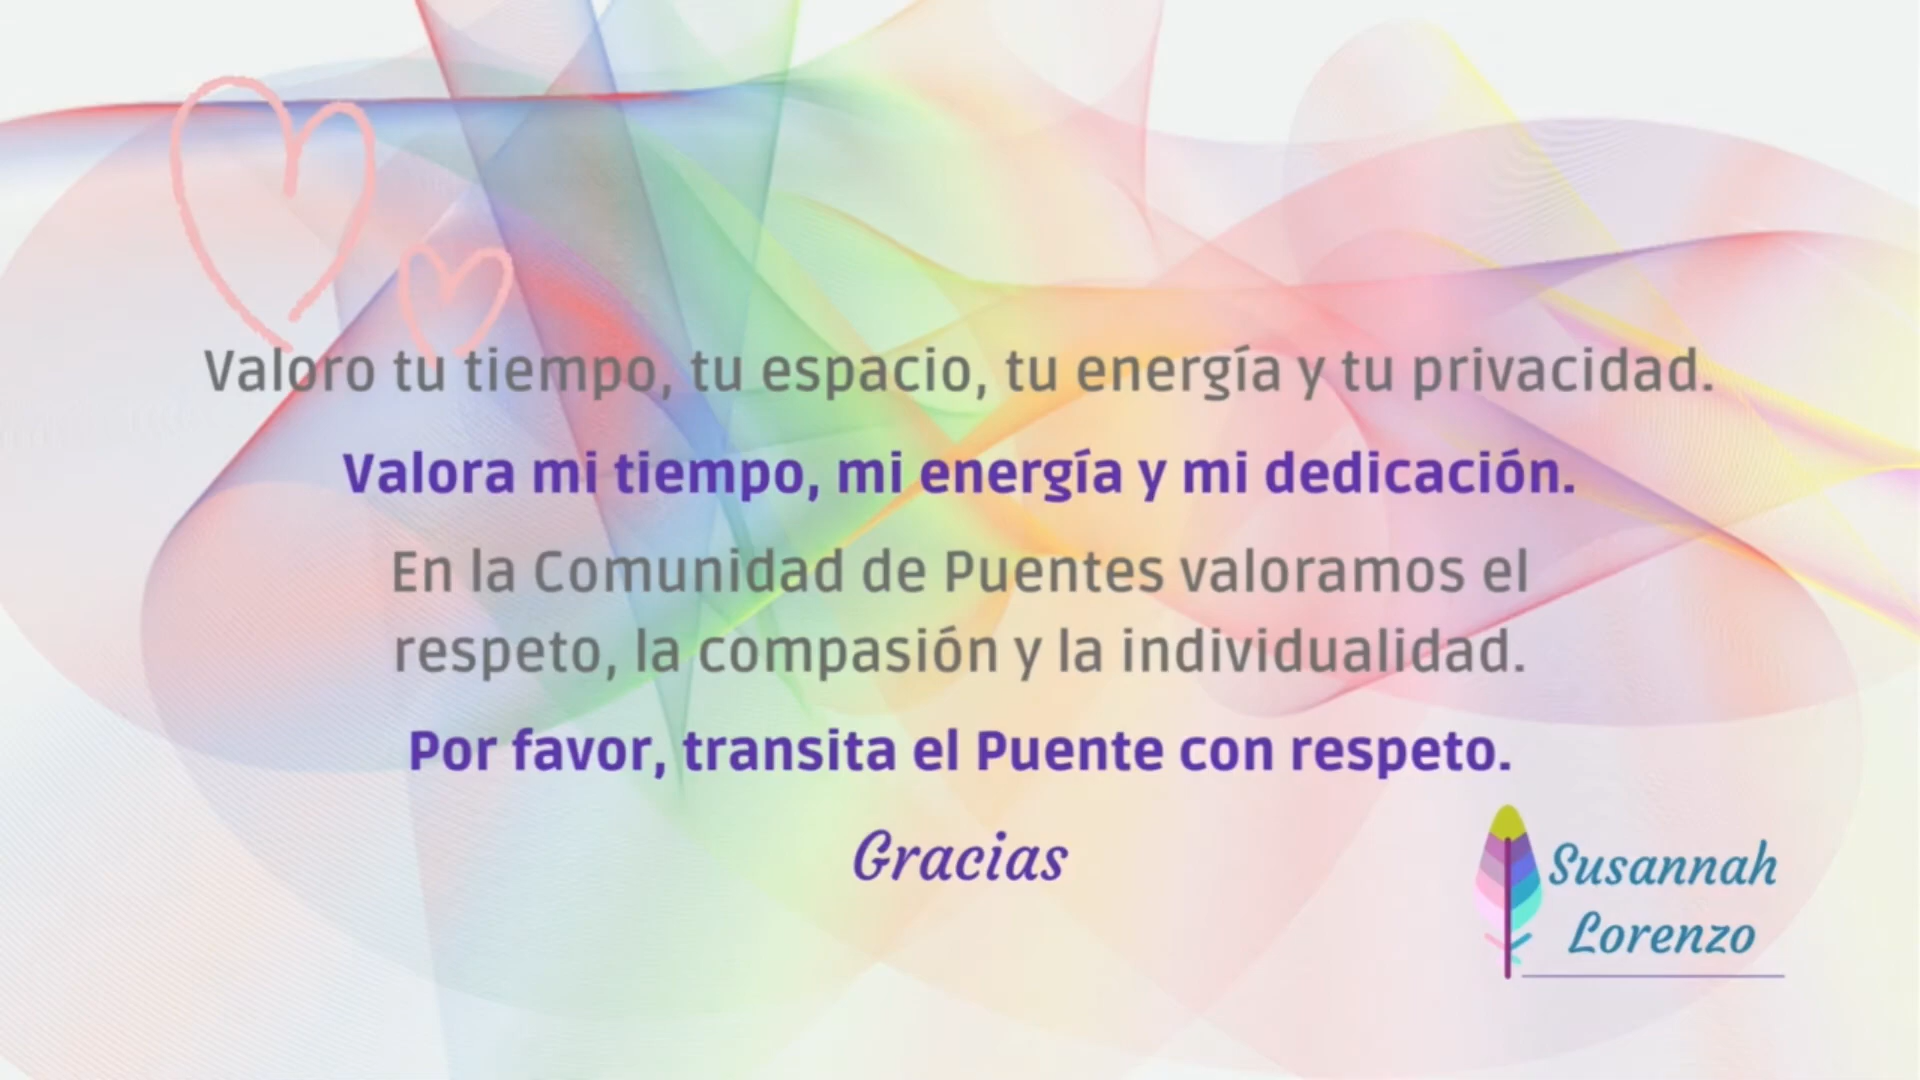 Valoro tu tiempo, tu espacio, tu energía y tu privacidad.
Valora mi tiempo, mi energía y mi dedicación.
En la Comunidad de Puentes valoramos el
respeto, la compasión y la individualidad.
Por favor, transita el Puente con respeto.
Gracias
Susannah
Lorenzo